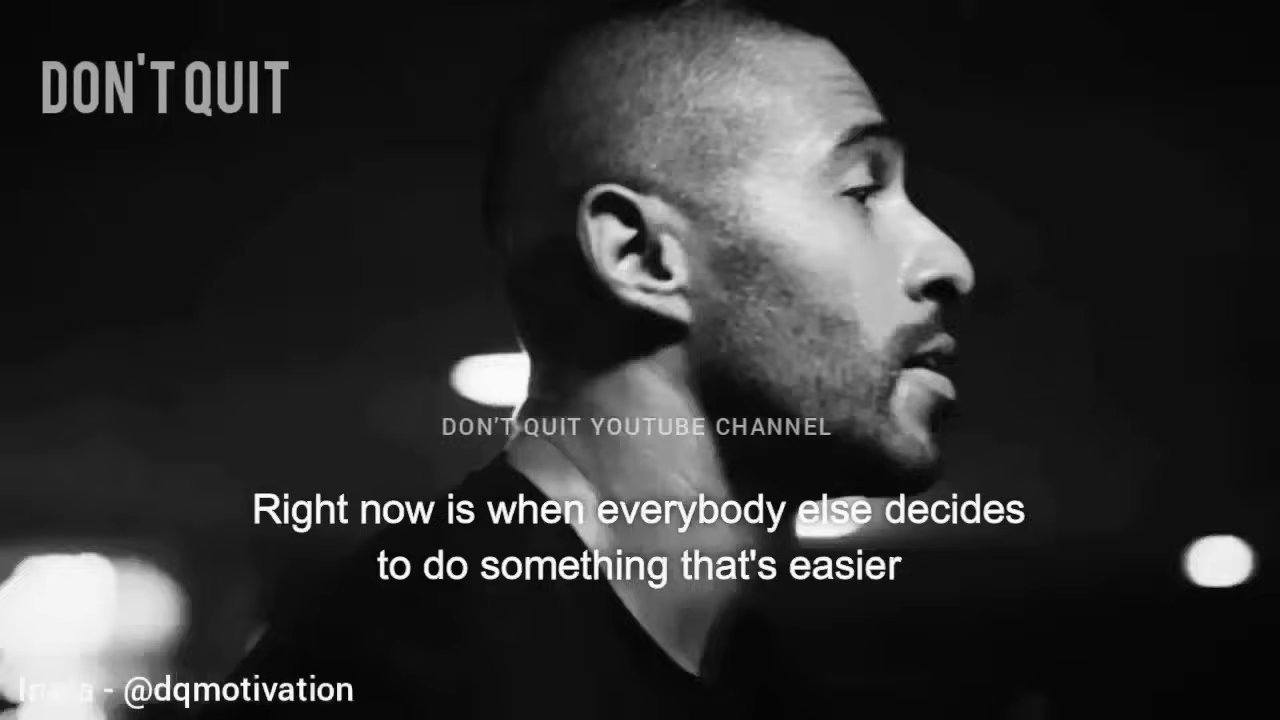 DON'T QUIT
DON'T QUIT YOUTUBE CHANNEL
Right now is when everybody else decides
to do something that's easier
- @dqmotivation